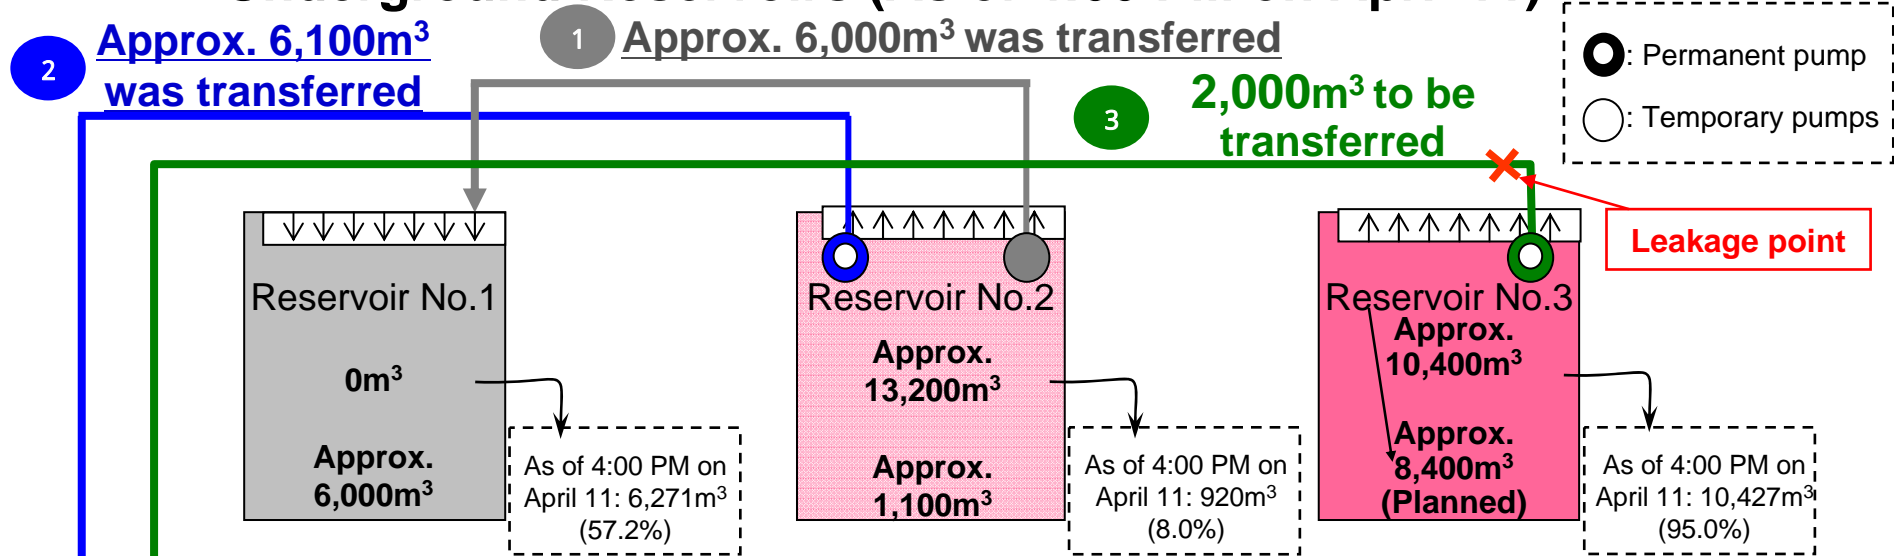 2
Approx. 6,100m³
was transferred
1
Approx. 6,000m³ was transferred
3
2,000m³ to be
transferred
: Permanent pump
: Temporary pumps
Leakage point
Reservoir No.1
0m³
Approx.
6,000m³
As of 4:00 PM on
April 11: 6,271m³
(57.2%)
Reservoir No.2
Approx.
13,200m³
Approx.
1,100m³
As of 4:00 PM on
April 11: 920m³
(8.0%)
Reservoir No.3
Approx.
10,400m³
Approx.
8,400m³
(Planned)
As of 4:00 PM on
April 11: 10,427m³
(95.0%)